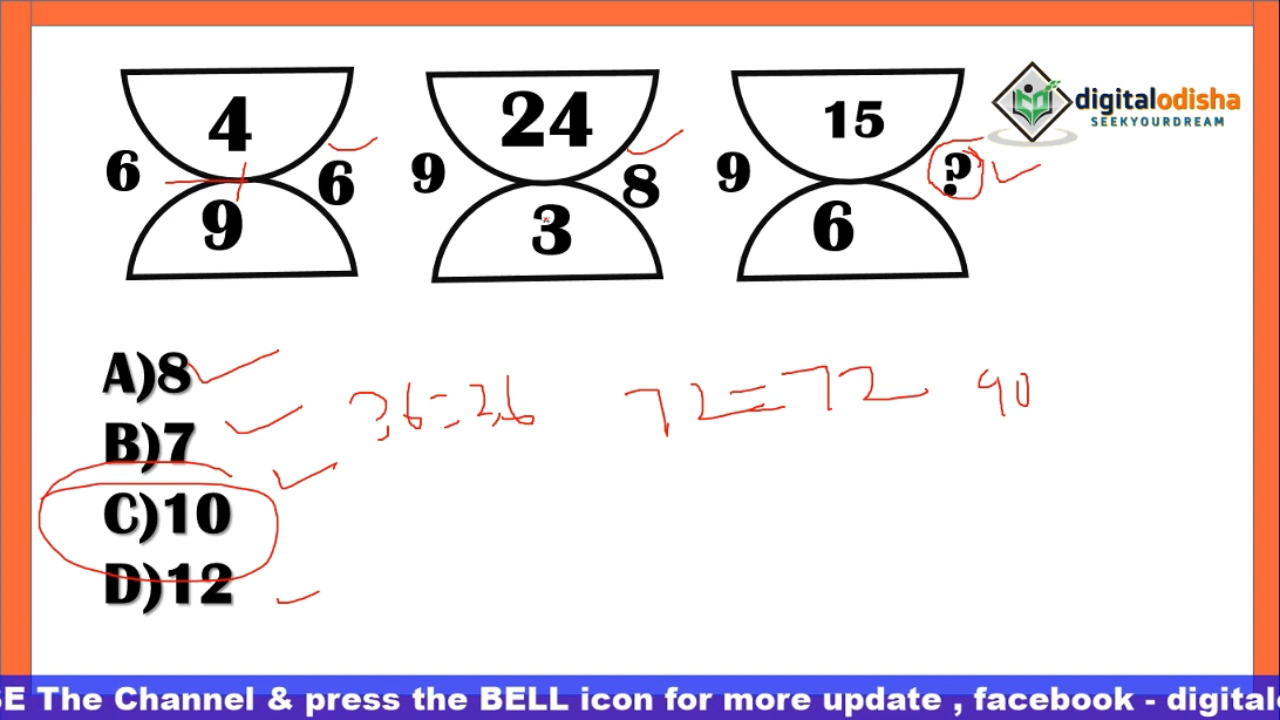 4 24 15
digitalodisha
SEEKYOURDREAM
6 6 9 8 9 ?
9 3 6
A)8
B)7
36=36 72=72 90
C)10
D)12
SE The Channel & press the BELL icon for more update , facebook - digital